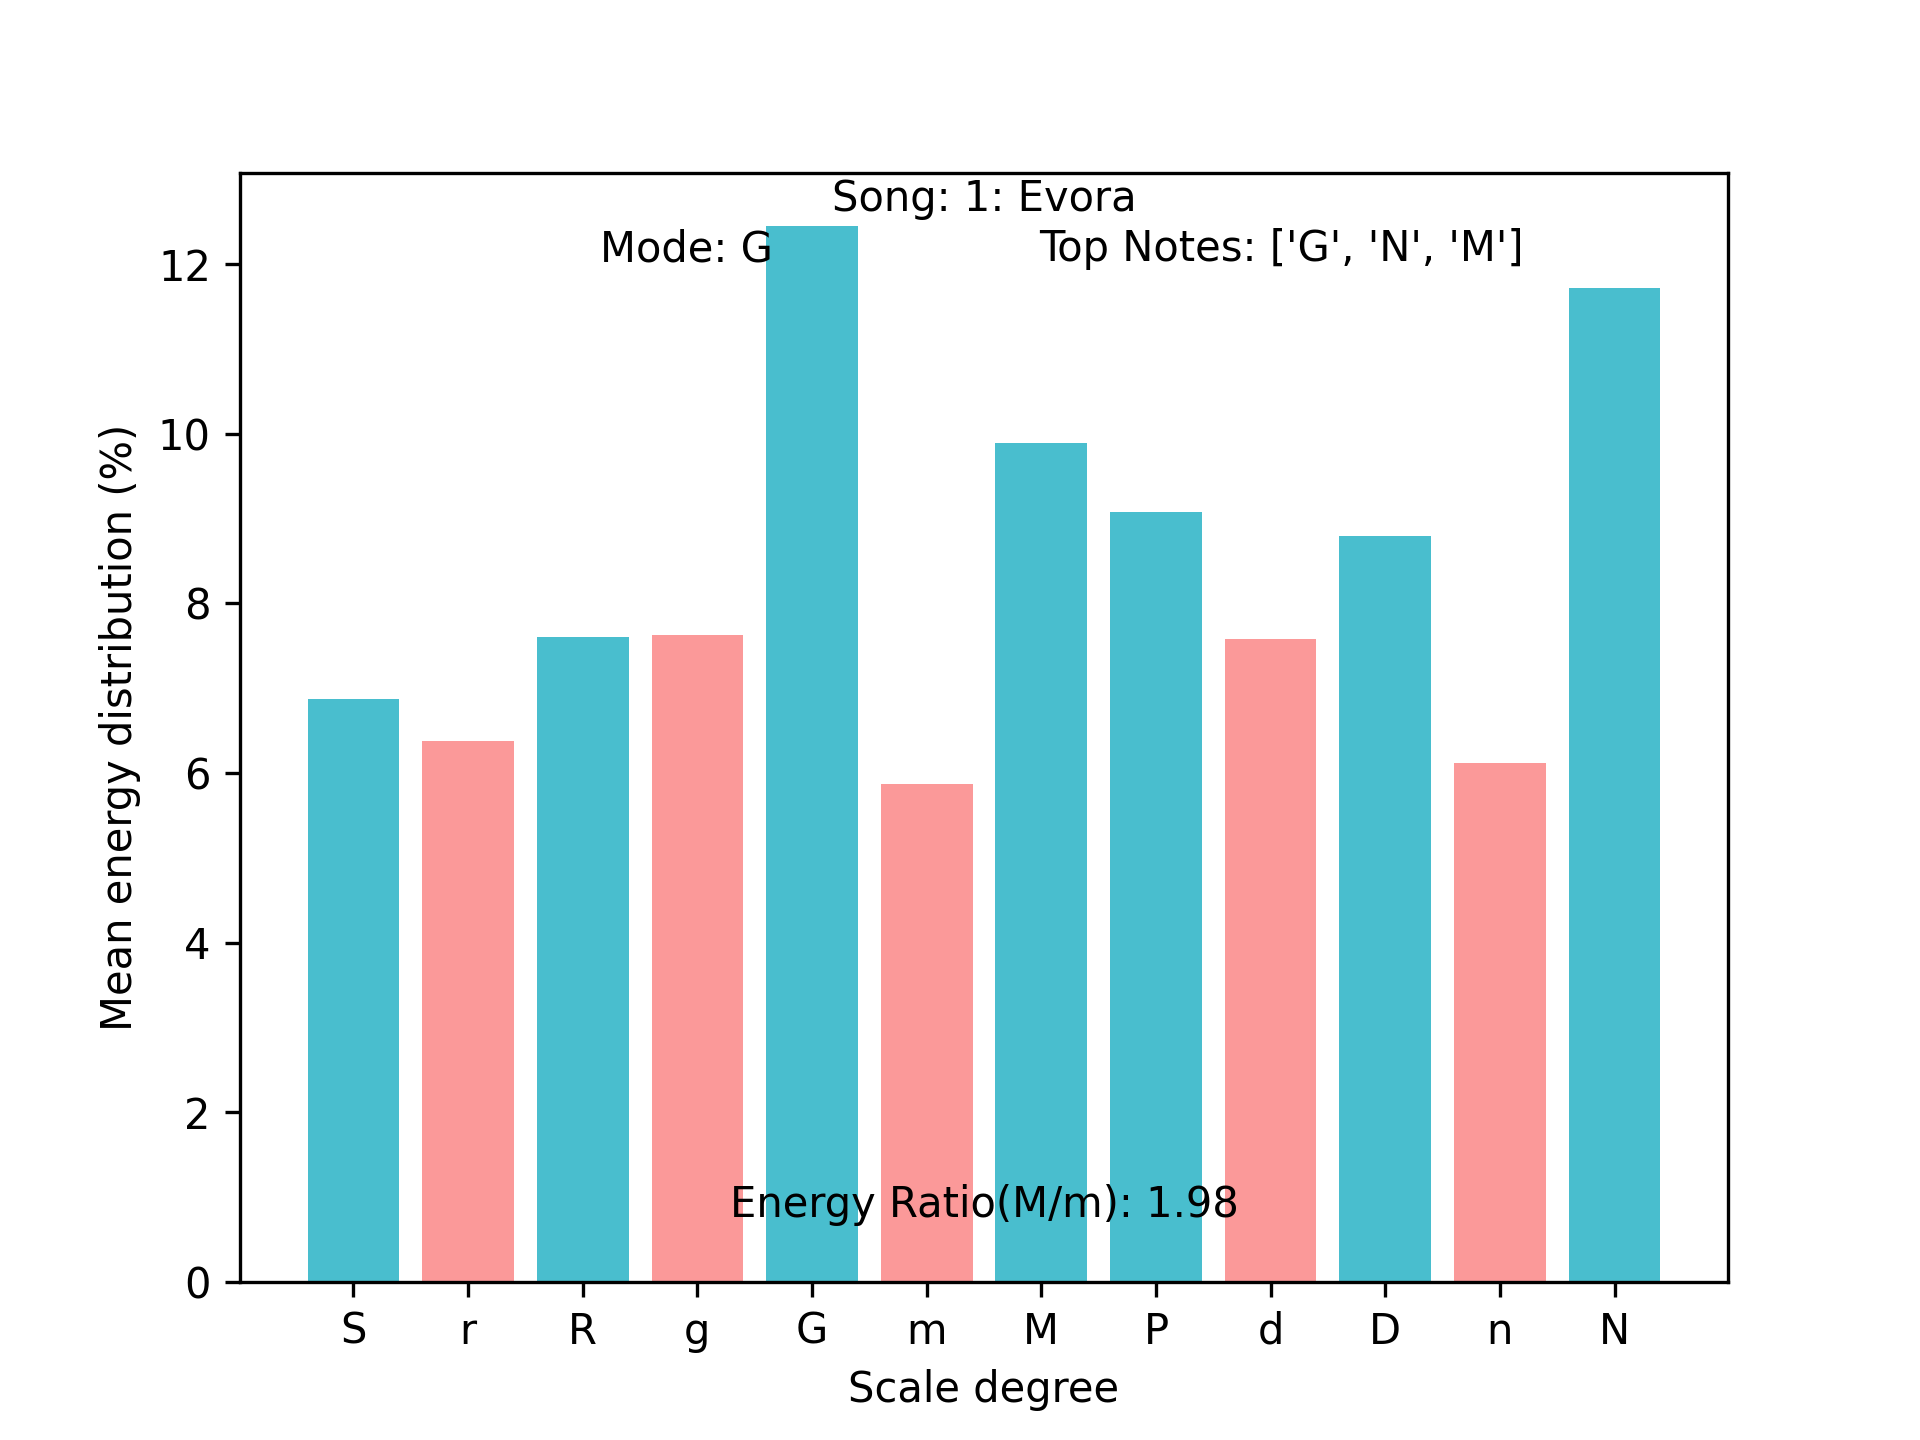 Song: 1: Evora
Mode: G
Top Notes: ['G', 'N', 'M']
12
10
8
6
4
2
0
Mean energy distribution (%)
Energy Ratio(M/m): 1.98
S r R g G m M P d D n N
Scale degree